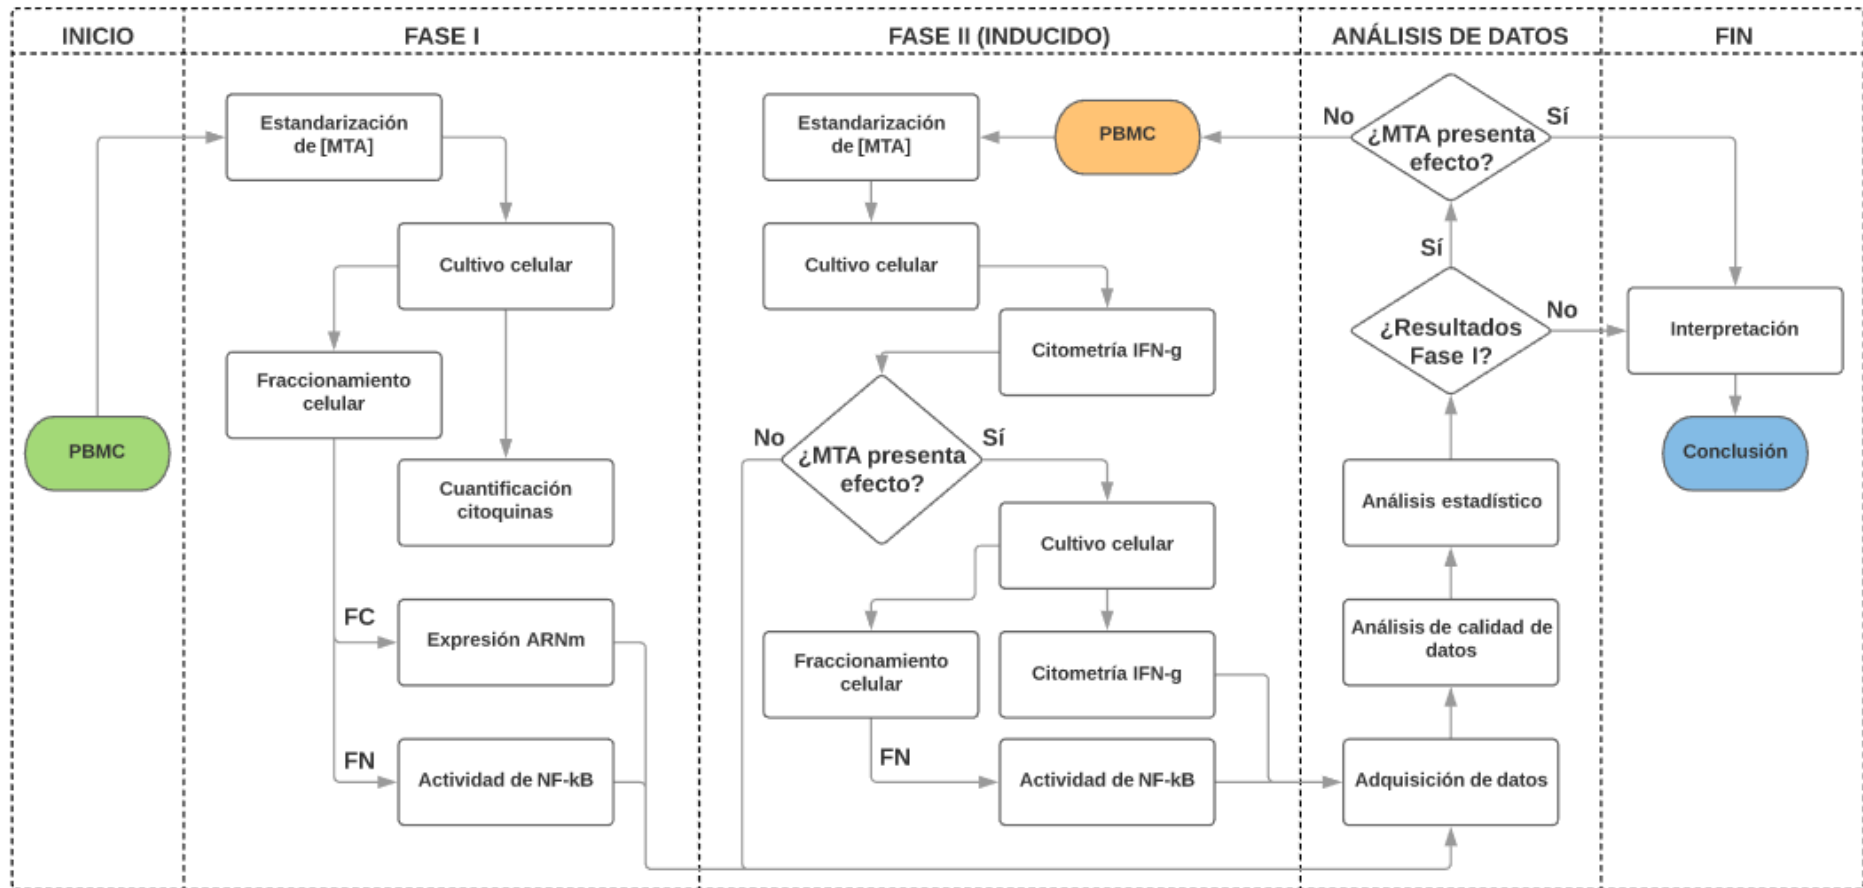 INICIO
FASE I
FASE II (INDUCIDO)
ANÁLISIS DE DATOS
FIN
PBMC
Estandarización
de [MTA]
Cultivo celular
Fraccionamiento
celular
Cuantificación
citoquinas
FC
Expresión ARNm
FN
Actividad de NF-kB
Estandarización
de [MTA]
PBMC
Cultivo celular
Citometría IFN-g
No
¿MTA presenta
efecto?
Sí
Cultivo celular
Fraccionamiento
celular
Citometría IFN-g
FN
Actividad de NF-kB
No
¿MTA presenta
efecto?
Sí
Sí
¿Resultados
Fase I?
No
Análisis estadístico
Análisis de calidad de
datos
Adquisición de datos
Interpretación
Conclusión